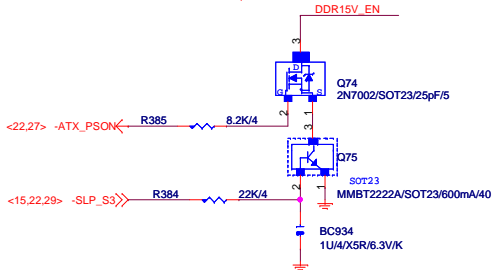 DDR15V_EN
3
D
Q74
G
S
2N7002/SOT23/25pF/5
2
1
<22,27>
-ATX_PSON
R385
8.2K/4
3
Q75
SOT23
2
1
MMBT2222A/SOT23/600mA/40
<15,22,29>
-SLP_S3
R384
22K/4
BC934
1U/4/X5R/6.3V/K